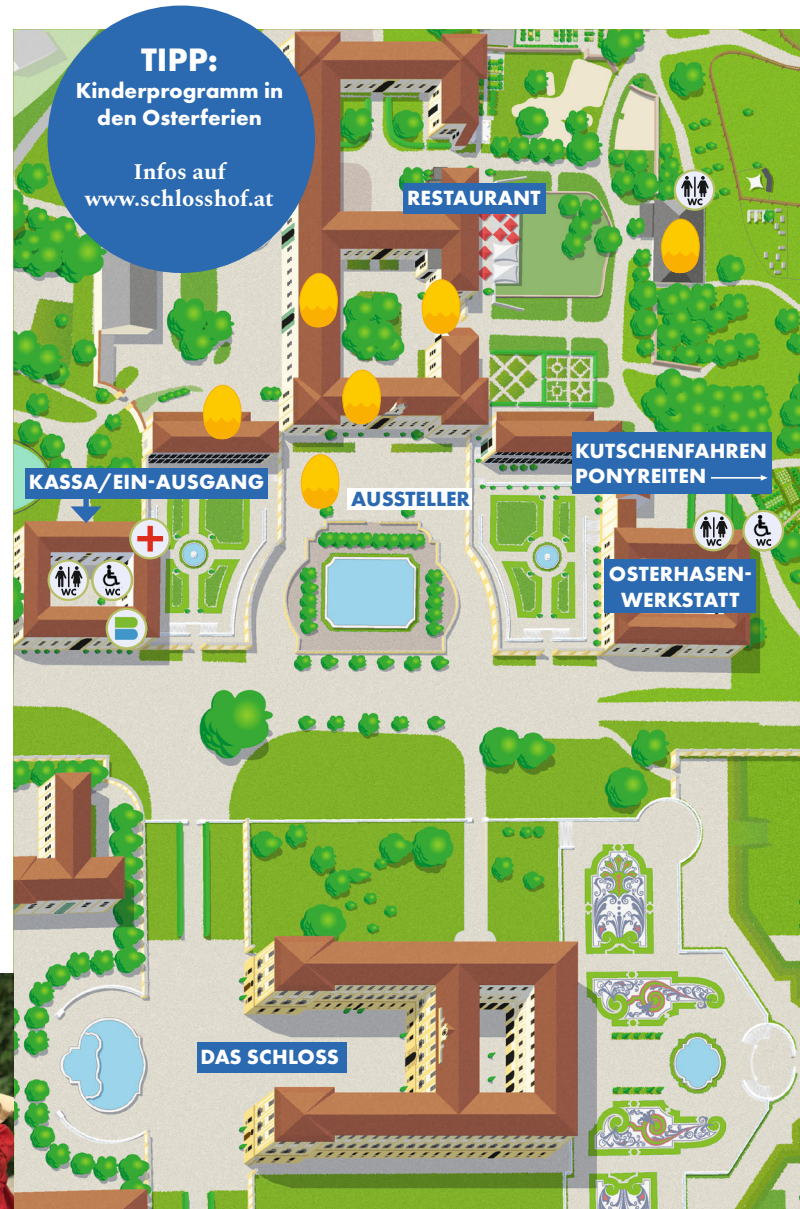 TIPP:
Kinderprogramm in
den Osterferien
Infos auf
www.schlosshof.at
WC
RESTAURANT
KUTSCHENFAHREN
PONYREITEN
KASSA/EIN-AUSGANG
AUSSTELLER
WC
WC
WC
WC
OSTERHASEN-
WERKSTATT
DAS SCHLOSS